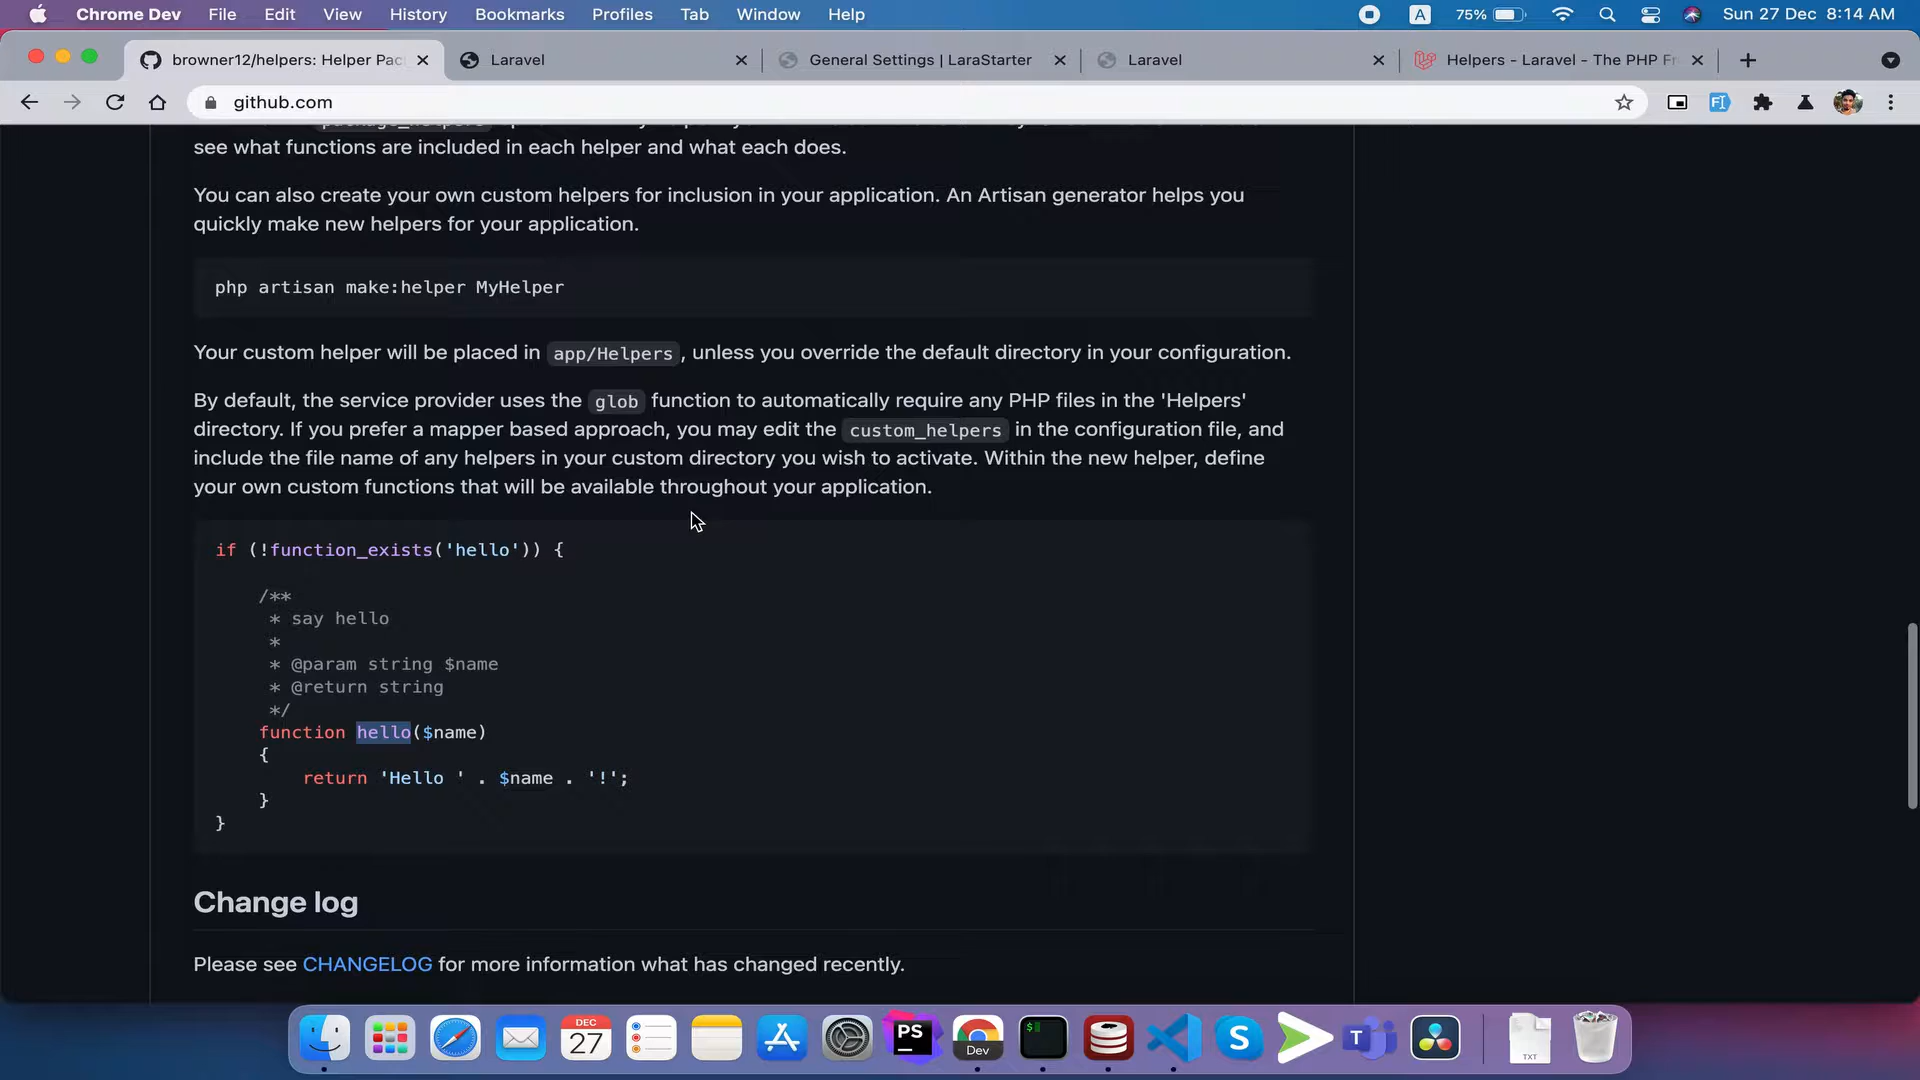 Chrome Dev File Edit View History Bookmarks Profiles Tab Window Help A 75% Sun 27 Dec 8:14 AM
browner12/helpers: Helper Pac Laravel General Settings | LaraStarter Laravel Helpers - Laravel - The PHP Fr
github.com
see what functions are included in each helper and what each does.
You can also create your own custom helpers for inclusion in your application. An Artisan generator helps you
quickly make new helpers for your application.
php artisan make:helper MyHelper
Your custom helper will be placed in app/Helpers, unless you override the default directory in your configuration.
By default, the service provider uses the glob function to automatically require any PHP files in the 'Helpers'
directory. If you prefer a mapper based approach, you may edit the custom_helpers in the configuration file, and
include the file name of any helpers in your custom directory you wish to activate. Within the new helper, define
your own custom functions that will be available throughout your application.
if (!function_exists('hello')) {
/**
* say hello
*
* @param string $name
* @return string
*/
function hello($name)
{
return 'Hello ' . $name . '!';
}
}
Change log
Please see CHANGELOG for more information what has changed recently.
DEC
27
PS
Dev
$
S
T
TXT